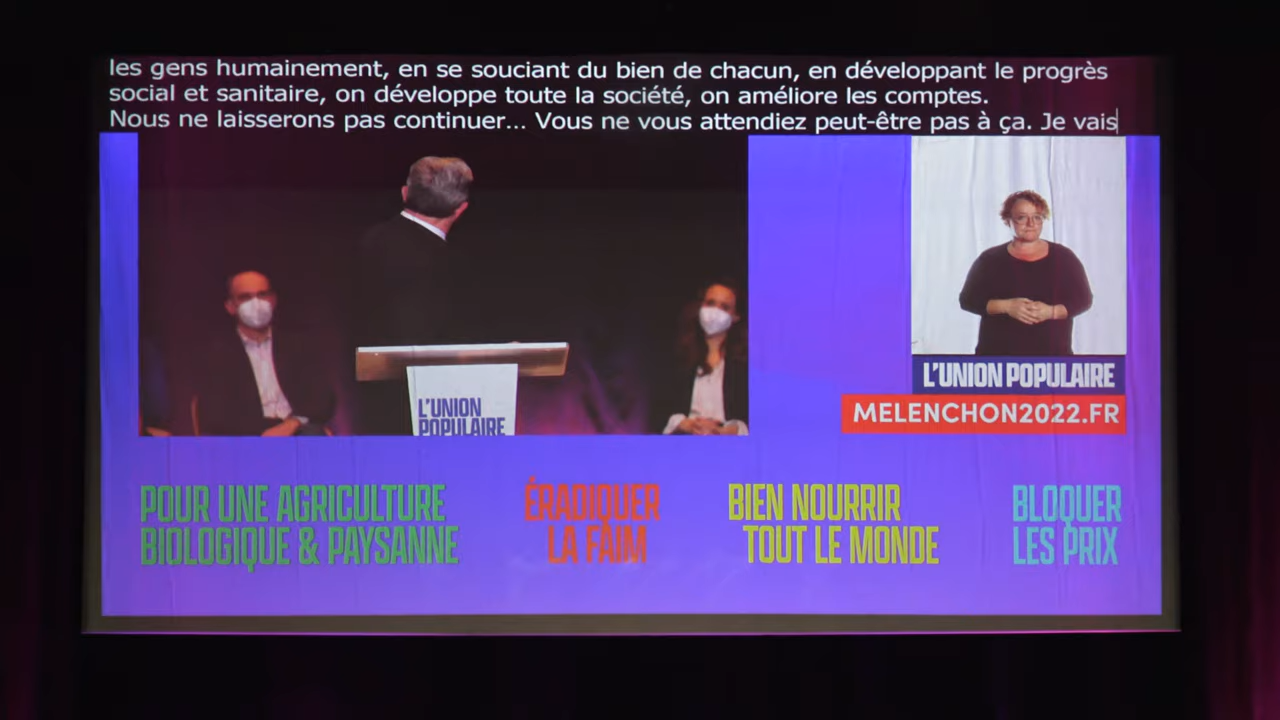 les gens humainement, en se souciant du bien de chacun, en développant le progrès
social et sanitaire, on développe toute la société, on améliore les comptes.
Nous ne laisserons pas continuer... Vous ne vous attendiez peut-être pas à ça. Je vais
L'UNION
POPULAIRE
L'UNION POPULAIRE
MELENCHON2022.FR
POUR UNE AGRICULTURE
BIOLOGIQUE & PAYSANNE
ÉRADIQUER
LA FAIM
BIEN NOURRIR
TOUT LE MONDE
BLOQUER
LES PRIX